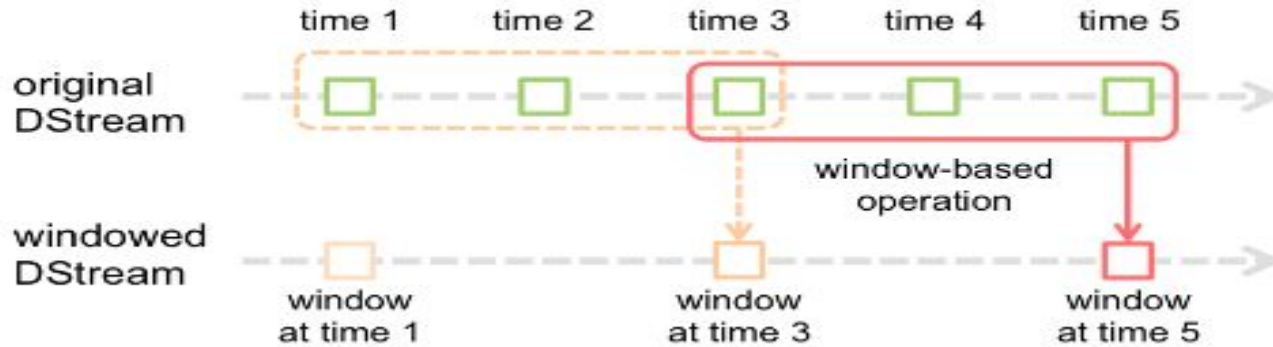 time 1 time 2 time 3 time 4 time 5
original
DStream
window-based
operation
windowed
DStream
window
at time 1
window
at time 3
window
at time 5